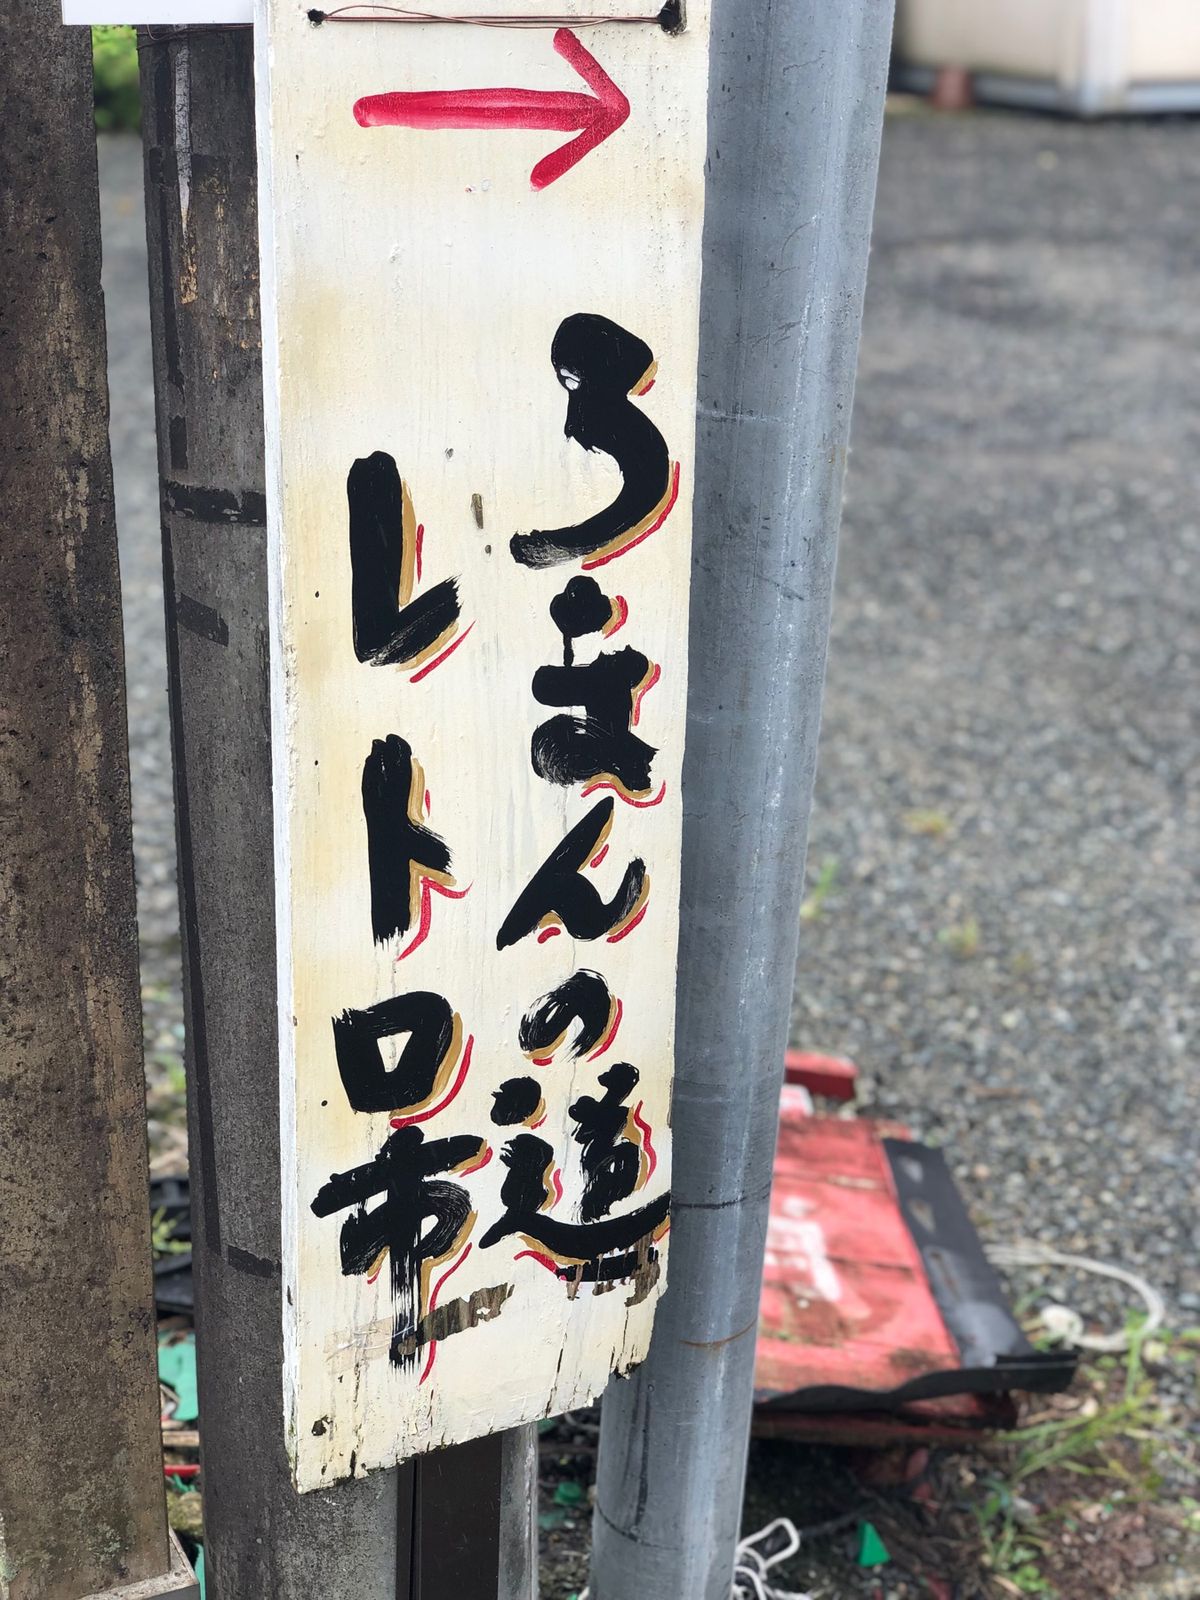 →
ろまんの道
レトロ市